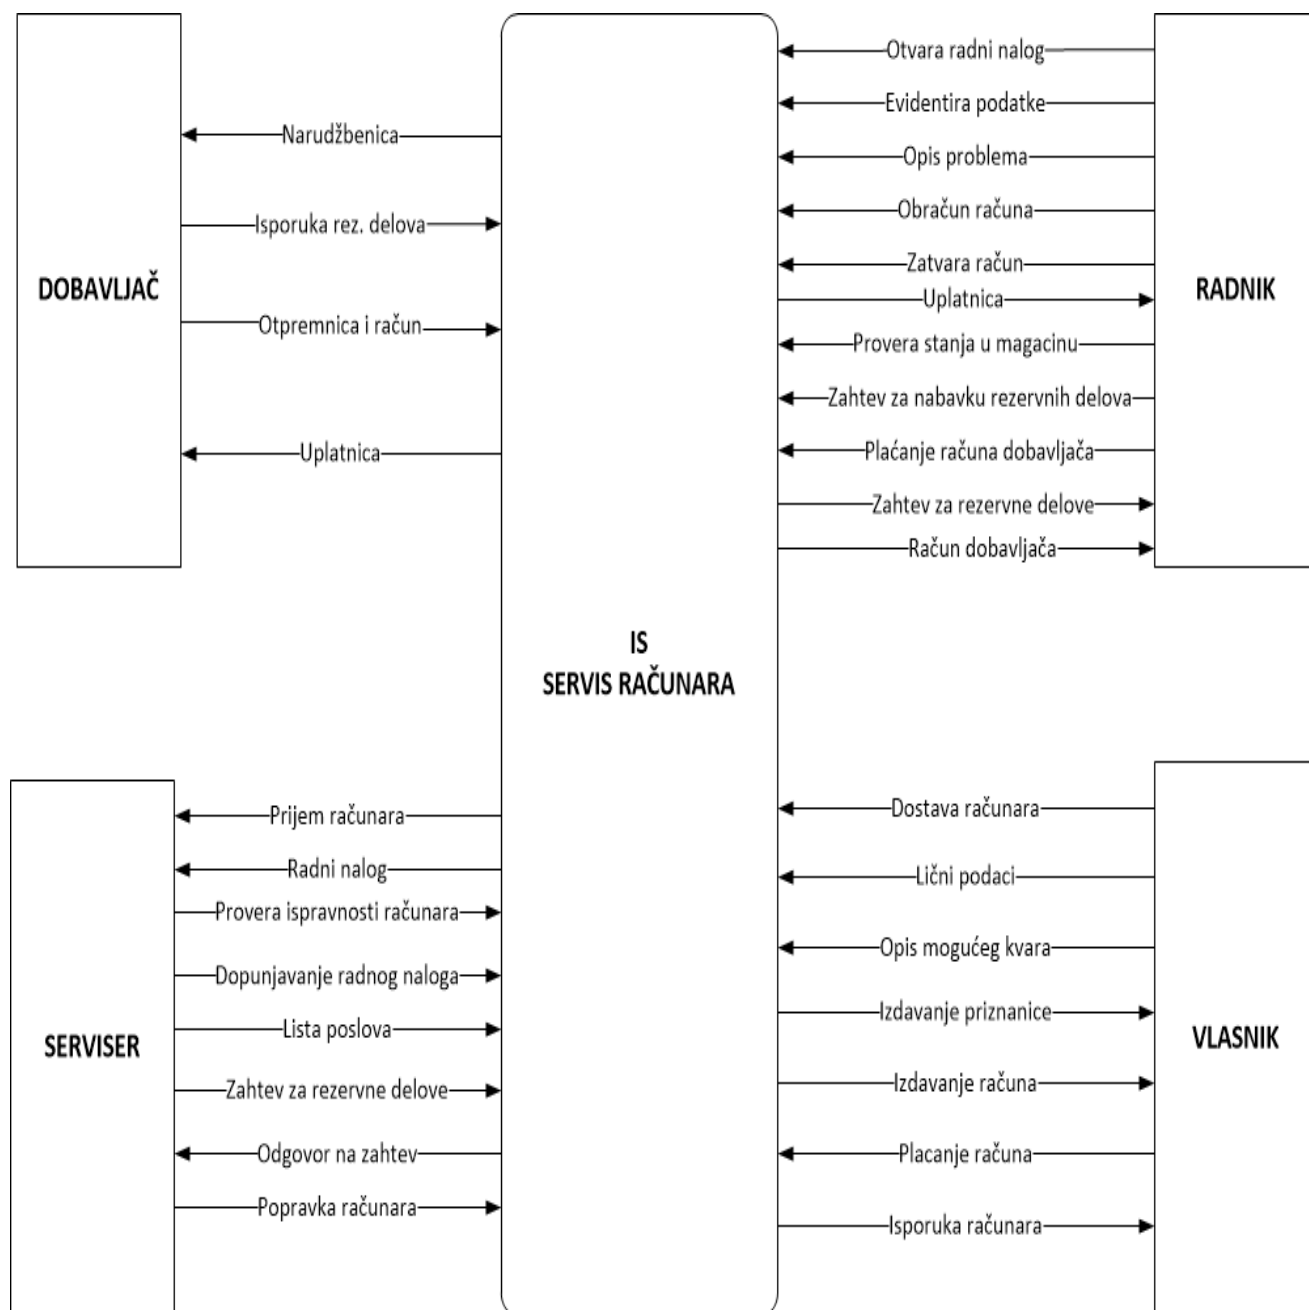 DOBAVLJAČ
Narudžbenica
Isporuka rez. delova
Otpremnica i račun
Uplatnica
IS
SERVIS RAČUNARA
Otvara radni nalog
Evidentira podatke
Opis problema
Obračun računa
Zatvara račun
Uplatnica
Provera stanja u magacinu
Zahtev za nabavku rezervnih delova
Plaćanje računa dobavljača
Zahtev za rezervne delove
Račun dobavljača
RADNIK
SERVISER
Prijem računara
Radni nalog
Provera ispravnosti računara
Dopunjavanje radnog naloga
Lista poslova
Zahtev za rezervne delove
Odgovor na zahtev
Popravka računara
Dostava računara
Lični podaci
Opis mogućeg kvara
Izdavanje priznanice
Izdavanje računa
Placanje računa
Isporuka računara
VLASNIK